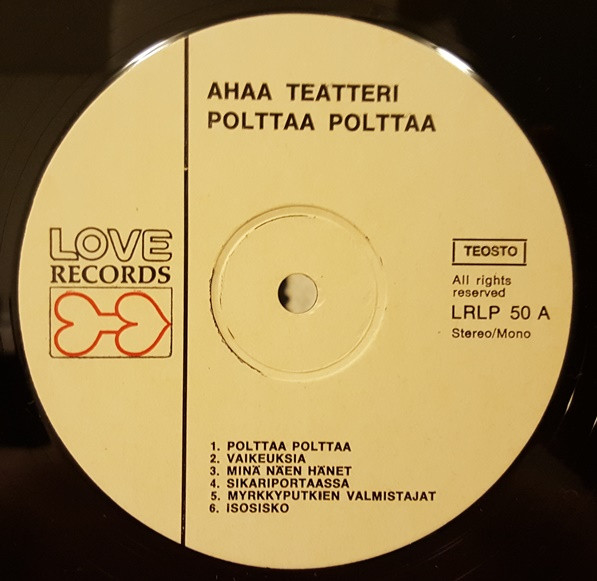 AHAA TEATTERI
POLTTAA POLTTAA
LOVE
RECORDS
TEOSTO
All rights
reserved
LRLP 50 A
Stereo/Mono
1. POLTTAA POLTTAA
2. VAIKEUKSIA
3. MINÄ NÄEN HÄNET
4. SIKARIPORTAASSA
5. MYRKKYPUTKIEN VALMISTAJAT
6. ISOSISKO